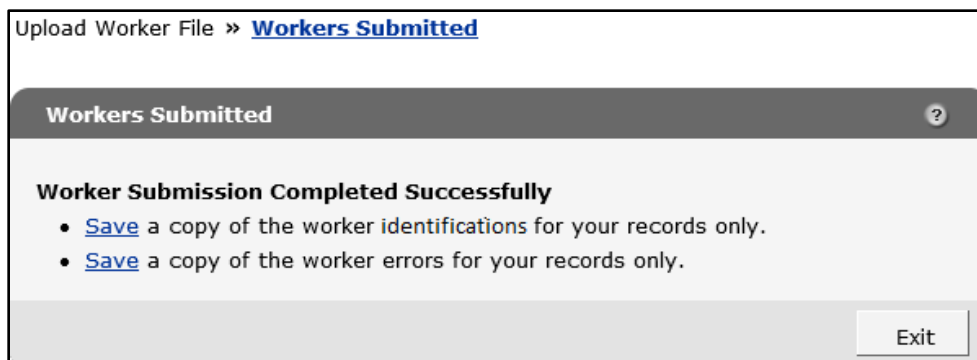 Upload Worker File » Workers Submitted
Workers Submitted ?
Worker Submission Completed Successfully
• Save a copy of the worker identifications for your records only.
• Save a copy of the worker errors for your records only.
Exit